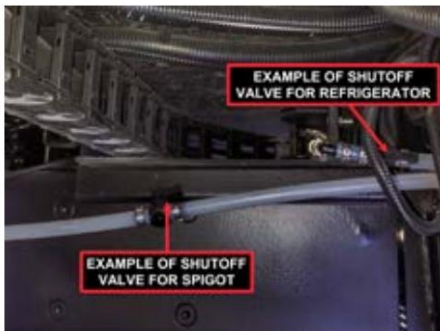 EXAMPLE OF SHUTOFF
VALVE FOR REFRIGERATOR
EXAMPLE OF SHUTOFF
VALVE FOR SPIGOT